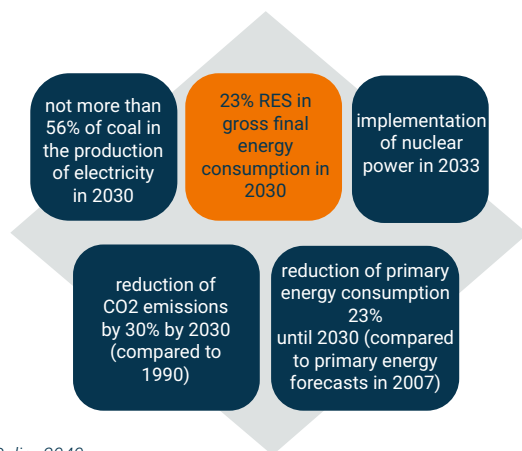 not more than
56% of coal in
the production
of electricity
in 2030
23% RES in
gross final
energy
consumption in
2030
implementation
of nuclear
power in 2033
reduction of
CO2 emissions
by 30% by 2030
(compared to
1990)
reduction of primary
energy consumption
23%
until 2030 (compared
to primary energy
forecasts in 2007)